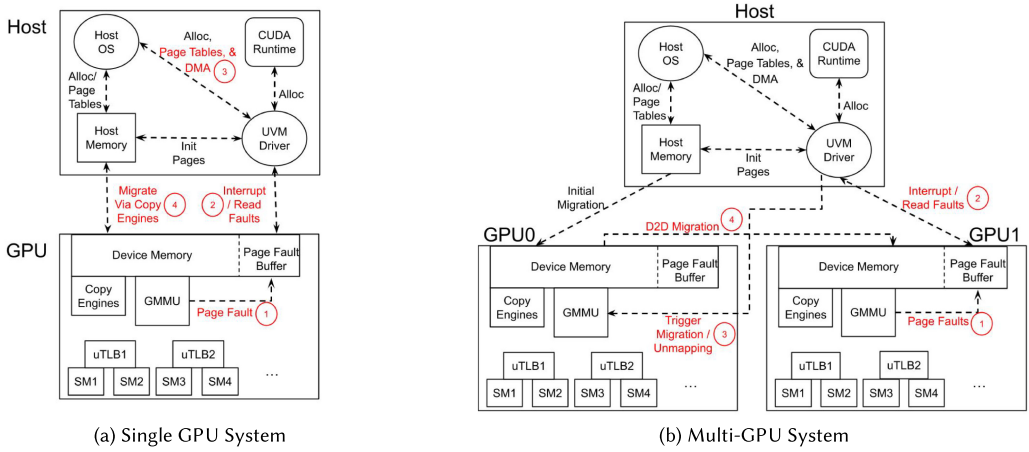 Host
Host
OS
Alloc,
Page Tables, &
DMA
3
CUDA
Runtime
Alloc/
Page
Tables
Alloc
Host
Memory
Init
Pages
UVM
Driver
Migrate
Via Copy
Engines
4
2
Interrupt
/ Read
Faults
GPU
Device Memory
Page Fault
Buffer
Copy
Engines
GMMU
Page Fault
1
uTLB1
uTLB2
SM1
SM2
SM3
SM4
...
(a) Single GPU System
Host
Host
OS
Alloc,
Page Tables, &
DMA
CUDA
Runtime
Alloc/
Page
Tables
Alloc
Host
Memory
Init
Pages
UVM
Driver
Initial
Migration
Interrupt /
Read Faults
2
D2D Migration
4
GPU0
Device Memory
Page Fault
Buffer
Copy
Engines
GMMU
Trigger
Migration /
Unmapping
3
uTLB1
uTLB2
SM1
SM2
SM3
SM4
...
GPU1
Device Memory
Page Fault
Buffer
Copy
Engines
GMMU
Page Faults
1
uTLB1
uTLB2
SM1
SM2
SM3
SM4
...
(b) Multi-GPU System